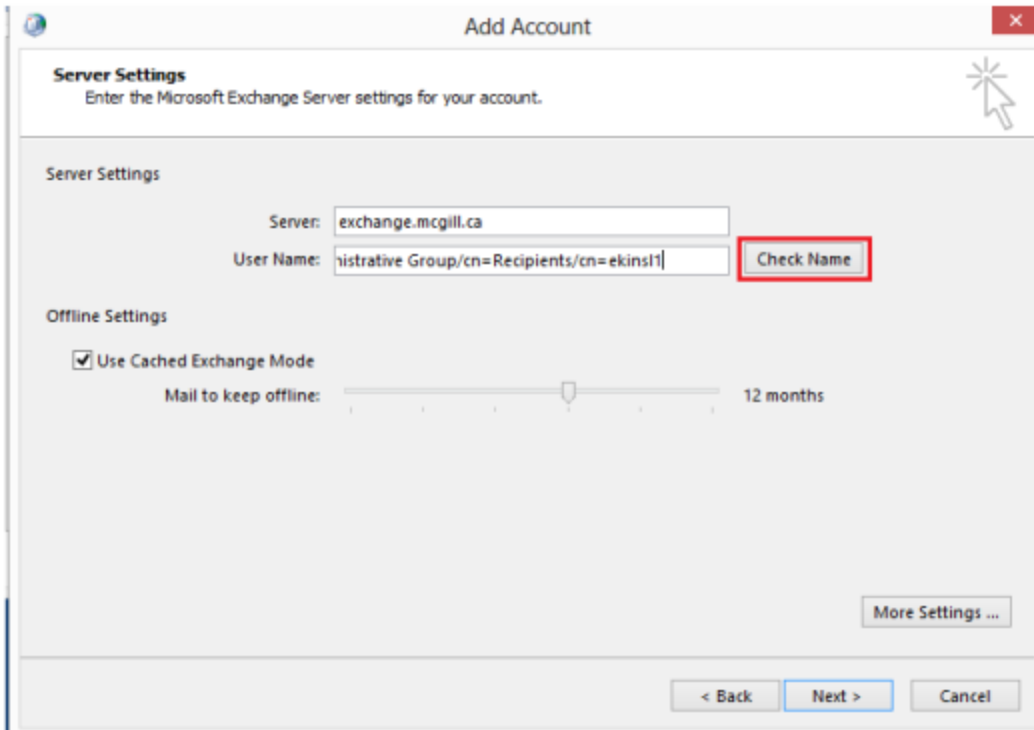 Add Account
Server Settings
Enter the Microsoft Exchange Server settings for your account.
Server Settings
Server: exchange.mcgill.ca
User Name: nistrative Group/cn=Recipients/cn=ekinsl1 Check Name
Offline Settings
Use Cached Exchange Mode
Mail to keep offline: 12 months
More Settings ...
< Back Next > Cancel